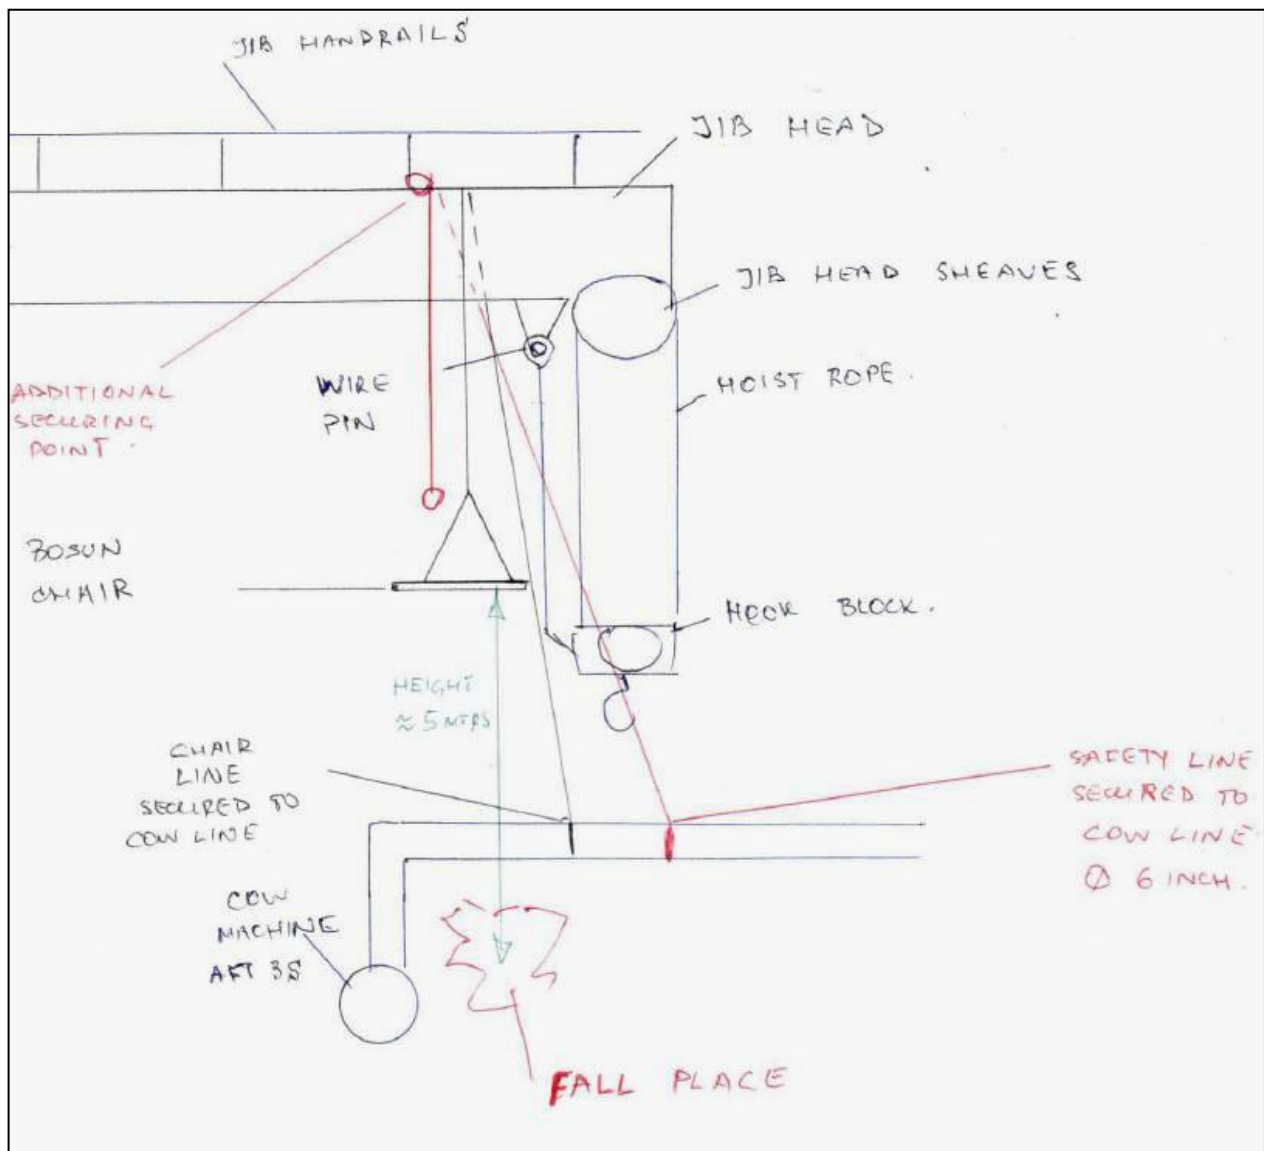 JIB HANDRAILS
JIB HEAD
JIB HEAD SHEAVES
ADDITIONAL
SECURING
POINT
WIRE
PIN
HOIST ROPE.
BOSUN
CHAIR
HOOK BLOCK.
HEIGHT
≈ 5 MTRS
CHAIR
LINE
SECURED TO
COW LINE
SAFETY LINE
SECURED TO
COW LINE
Ø 6 INCH.
COW
MACHINE
AFT 3S
FALL PLACE